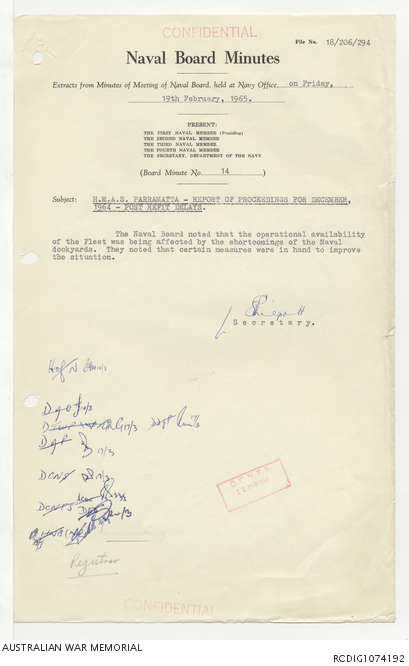 CONFIDENTIAL
File No. 18/206/294
Naval Board Minutes
Extracts from Minutes of Meeting of Naval Board, held at Navy Office, on Friday,
19th February, 1965.
PRESENT:
THE FIRST NAVAL MEMBER (Presiding)
THE SECOND NAVAL MEMBER
THE THIRD NAVAL MEMBER
THE FOURTH NAVAL MEMBER
THE SECRETARY, DEPARTMENT OF THE NAVY
(Board Minute No. 14 )
Subject: H.M.A.S. PARRAMATTA - REPORT OF PROCEEDINGS FOR DECEMBER,
1964 - POST REFIT DELAYS.
The Naval Board noted that the operational availability
of the Fleet was being affected by the shortcomings of the Naval
dockyards. They noted that certain measures were in hand to improve
the situation.
Secretary.
DCNS
Registrar
CONFIDENTIAL
AUSTRALIAN WAR MEMORIAL
RCDIG1074192